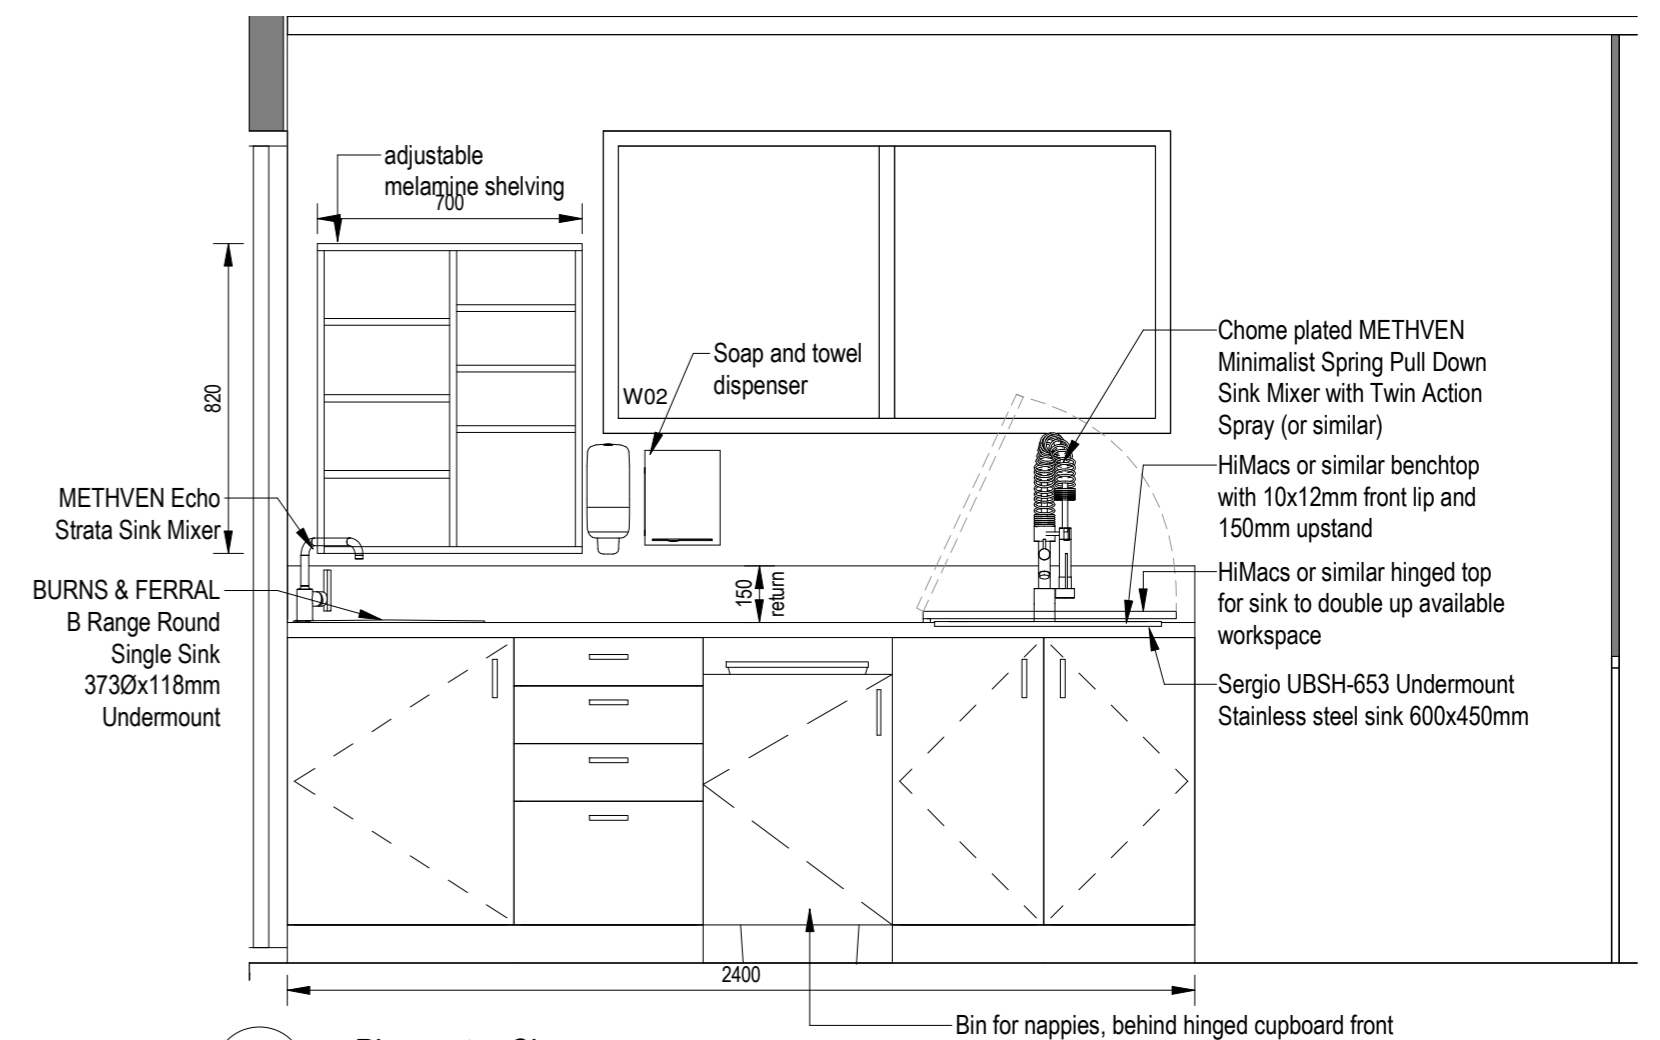 adjustable
melamine shelving
700
820
Soap and towel
dispenser
W02
Chome plated METHVEN
Minimalist Spring Pull Down
Sink Mixer with Twin Action
Spray (or similar)
HiMacs or similar benchtop
with 10x12mm front lip and
150mm upstand
METHVEN Echo
Strata Sink Mixer
HiMacs or similar hinged top
for sink to double up available
workspace
BURNS & FERRAL
B Range Round
Single Sink
373Øx118mm
Undermount
150
return
Sergio UBSH-653 Undermount
Stainless steel sink 600x450mm
2400
Bin for nappies, behind hinged cupboard front